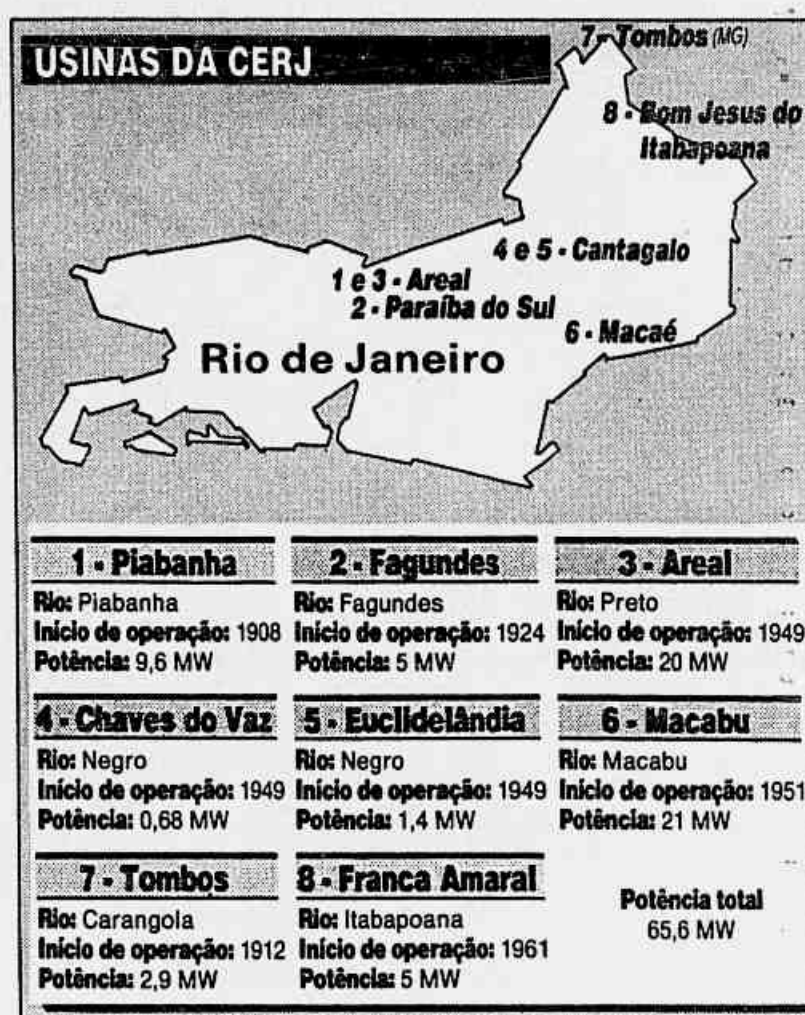 USINAS DA CERJ
7- Tombos (MG)
8 - Bom Jesus do
Itabapoana
4 e 5 - Cantagalo
1 e 3 - Areal
2 - Paraíba do Sul
6 - Macaé
Rio de Janeiro
1 - Piabanha
Rio: Piabanha
Início de operação: 1908
Potência: 9,6 MW
2 - Fagundes
Rio: Fagundes
Início de operação: 1924
Potência: 5 MW
3 - Areal
Rio: Preto
Início de operação: 1949
Potência: 20 MW
4 - Chaves do Vaz
Rio: Negro
Início de operação: 1949
Potência: 0,68 MW
5 - Euclidelândia
Rio: Negro
Início de operação: 1949
Potência: 1,4 MW
6 - Macabu
Rio: Macabu
Início de operação: 1951
Potência: 21 MW
7 - Tombos
Rio: Carangola
Início de operação: 1912
Potência: 2,9 MW
8 - Franca Amaral
Rio: Itabapoana
Início de operação: 1961
Potência: 5 MW
Potência total
65,6 MW